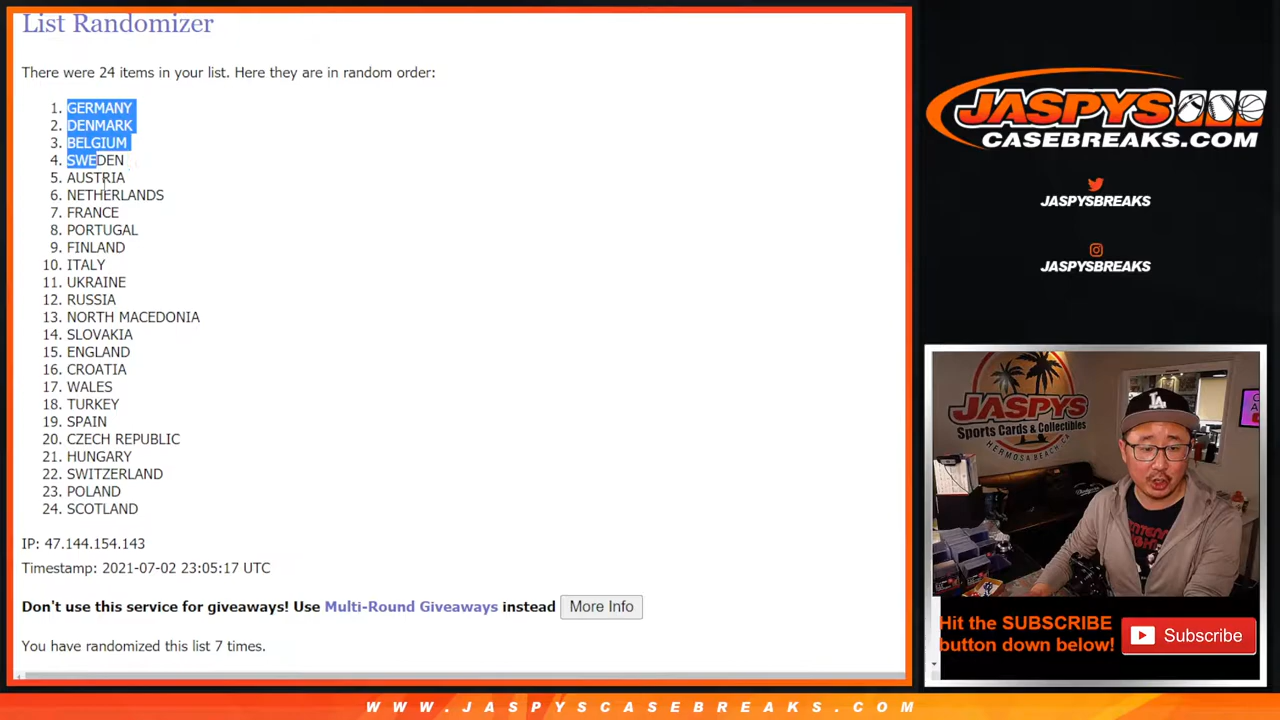 List Randomizer
There were 24 items in your list. Here they are in random order:
1. GERMANY
2. DENMARK
3. BELGIUM
4. SWEDEN
5. AUSTRIA
6. NETHERLANDS
7. FRANCE
8. PORTUGAL
9. FINLAND
10. ITALY
11. UKRAINE
12. RUSSIA
13. NORTH MACEDONIA
14. SLOVAKIA
15. ENGLAND
16. CROATIA
17. WALES
18. TURKEY
19. SPAIN
20. CZECH REPUBLIC
21. HUNGARY
22. SWITZERLAND
23. POLAND
24. SCOTLAND
IP: 47.144.154.143
Timestamp: 2021-07-02 23:05:17 UTC
Don't use this service for giveaways! Use Multi-Round Giveaways instead More Info
You have randomized this list 7 times.
JASPYS
CASEBREAKS.COM
JASPYSBREAKS
JASPYSBREAKS
JASPYS
Sports Cards & Collectibles
HERMOSA BEACH, CA
LA
Hit the SUBSCRIBE
button down below!
Subscribe
WWW.JASPYSCASEBREAKS.COM